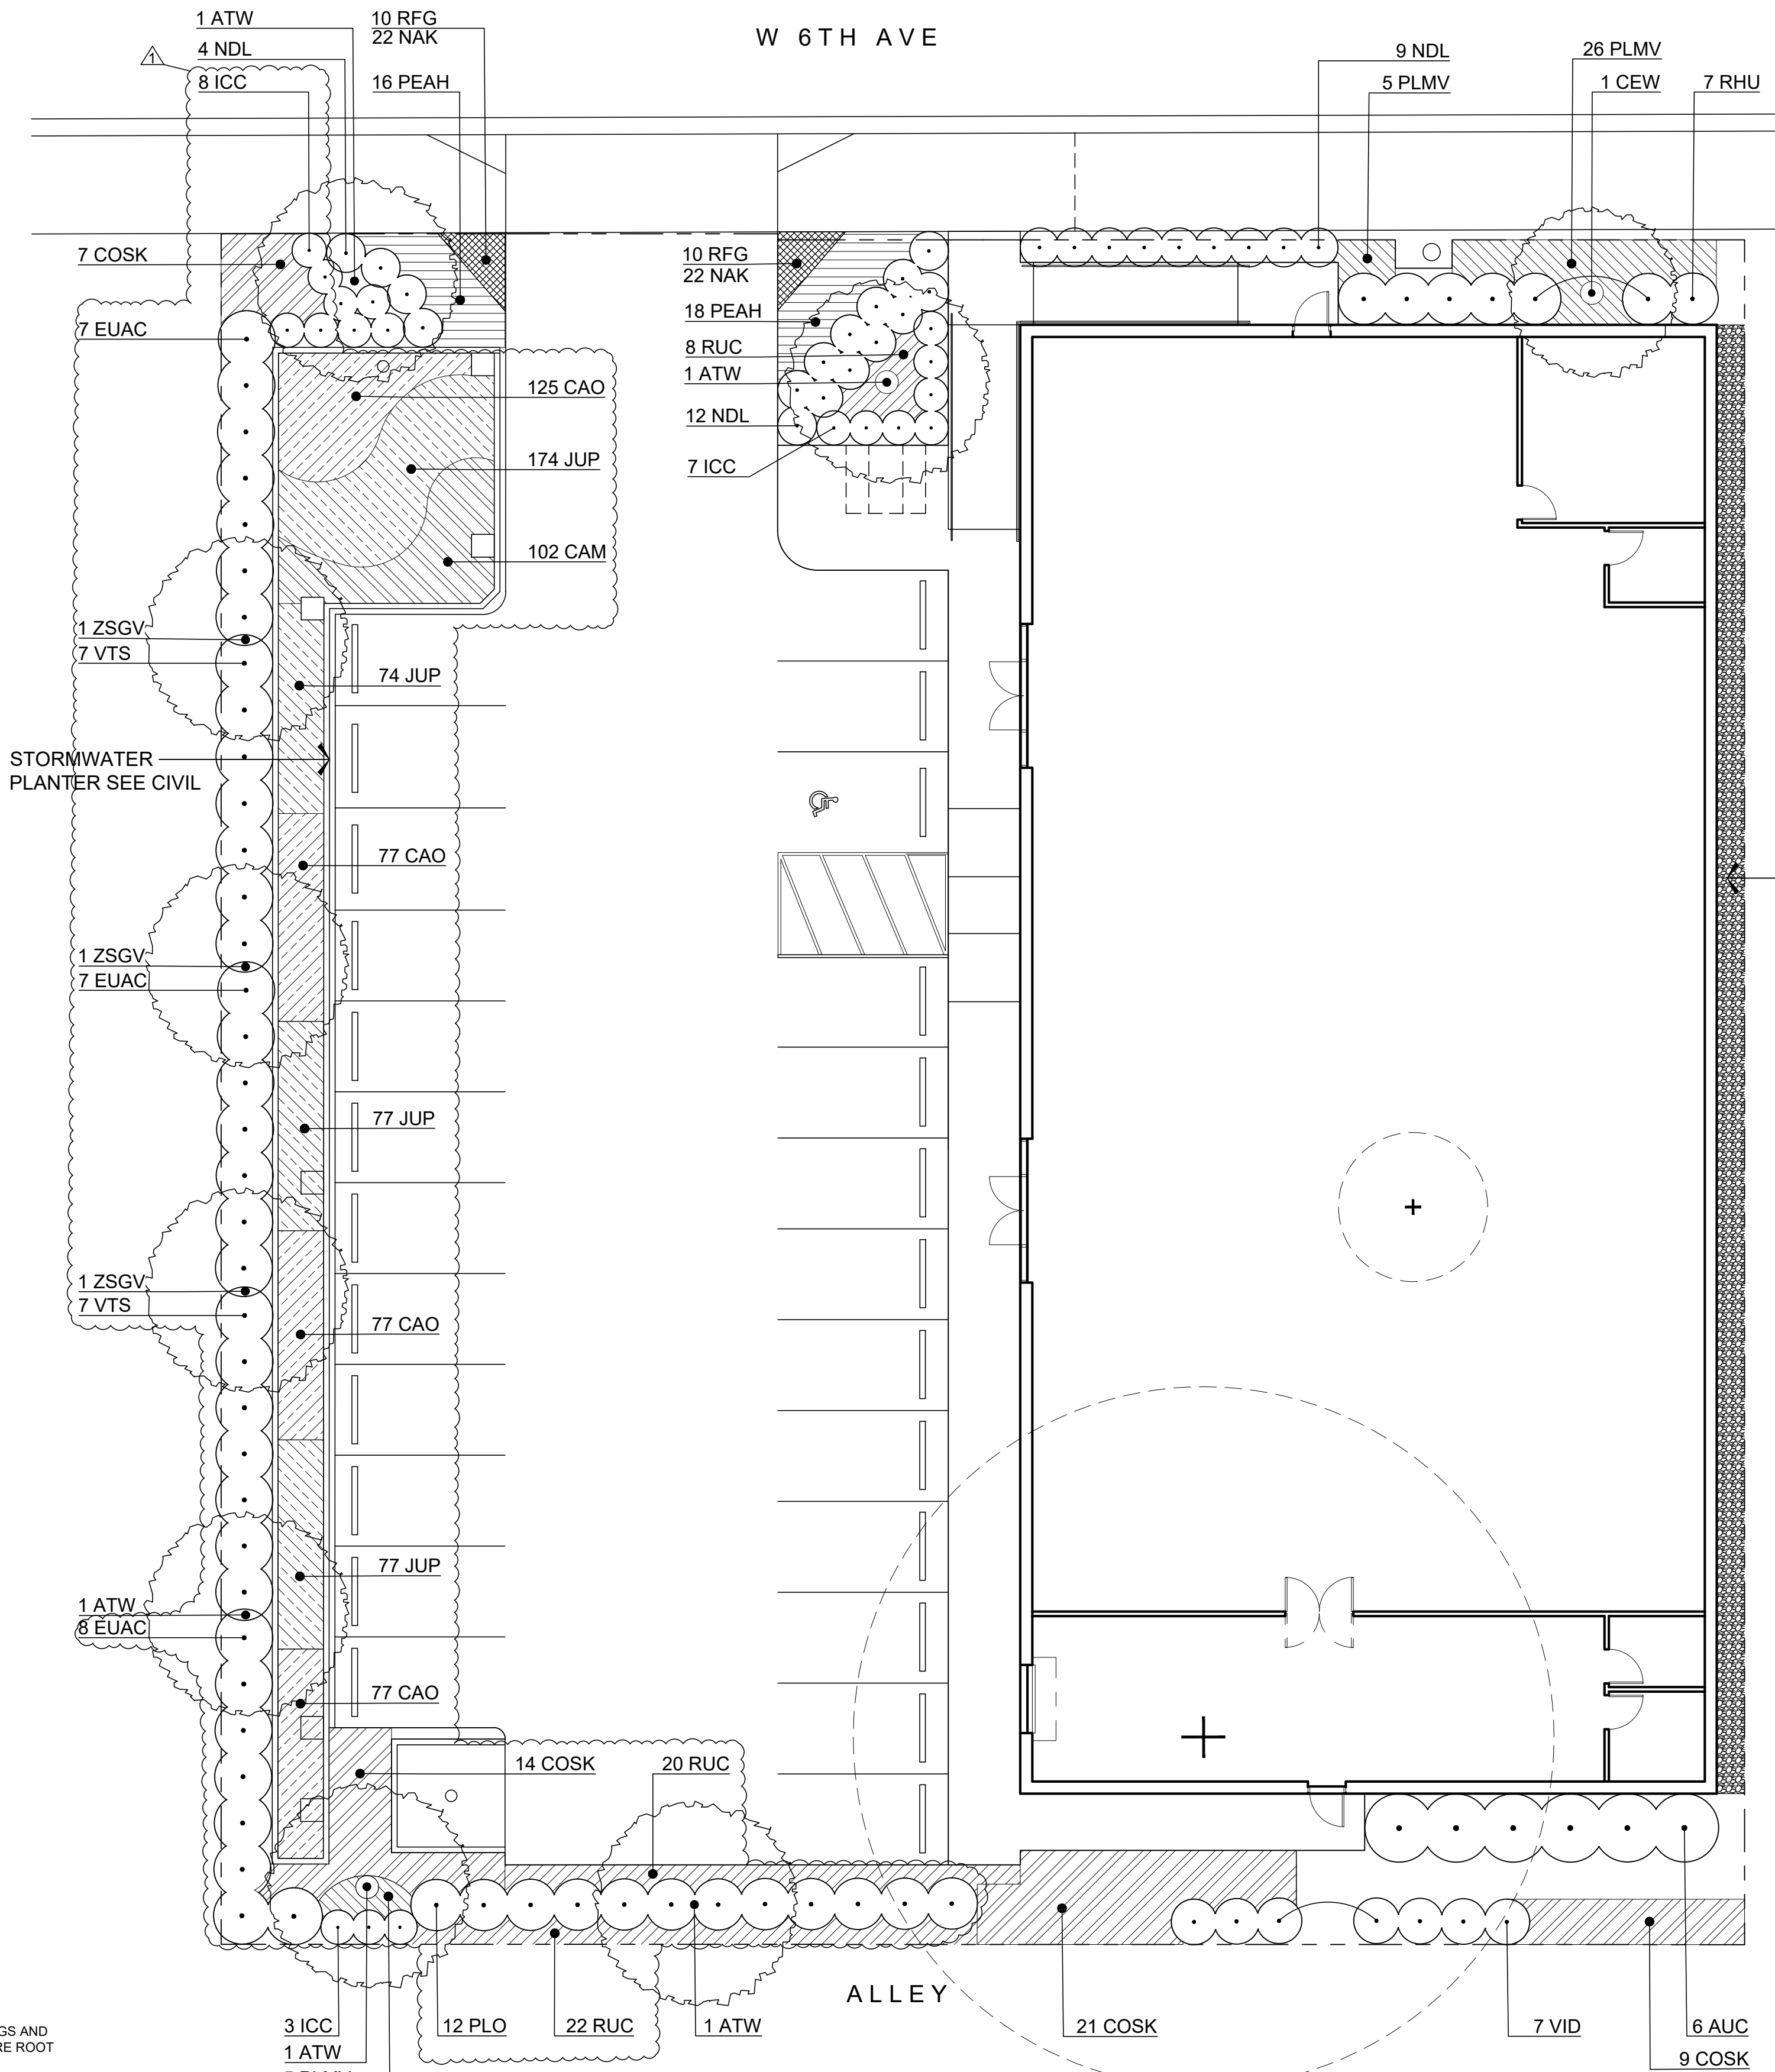 W 6TH AVE
1 ATW
4 NDL
8 ICC
10 RFG
22 NAK
16 PEAH
9 NDL
5 PLMV
26 PLMV
1 CEW
7 RHU
1
7 COSK
7 EUAC
10 RFG
22 NAK
18 PEAH
8 RUC
1 ATW
12 NDL
7 ICC
125 CAO
174 JUP
102 CAM
1 ZSGV
7 VTS
74 JUP
STORMWATER
PLANTER SEE CIVIL
77 CAO
1 ZSGV
7 EUAC
77 JUP
1 ZSGV
7 VTS
77 CAO
77 JUP
1 ATW
8 EUAC
77 CAO
14 COSK
20 RUC
ALLEY
GS AND
RE ROOT
3 ICC
1 ATW
12 PLO
22 RUC
1 ATW
21 COSK
7 VID
6 AUC
9 COSK